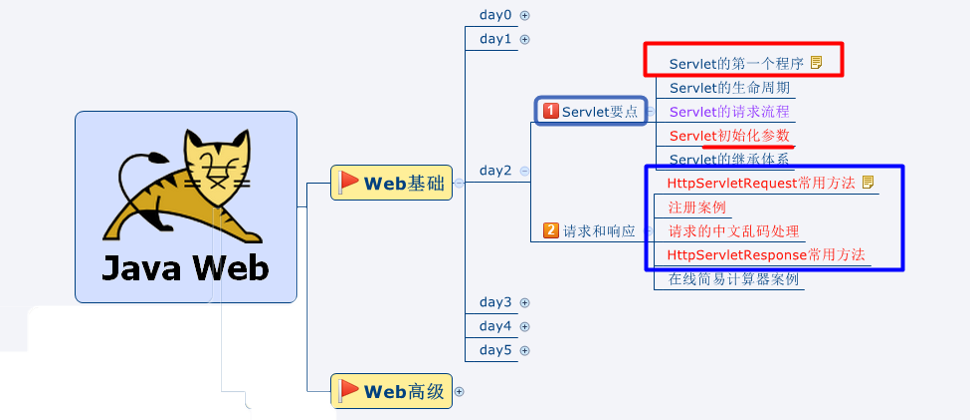 day0
day1
Servlet的第一个程序
Servlet的生命周期
1 Servlet要点
Servlet的请求流程
Servlet初始化参数
Servlet的继承体系
day2
Web基础
HttpServletRequest常用方法
注册案例
2 请求和响应
请求的中文乱码处理
HttpServletResponse常用方法
在线简易计算器案例
Java Web
day3
day4
day5
Web高级